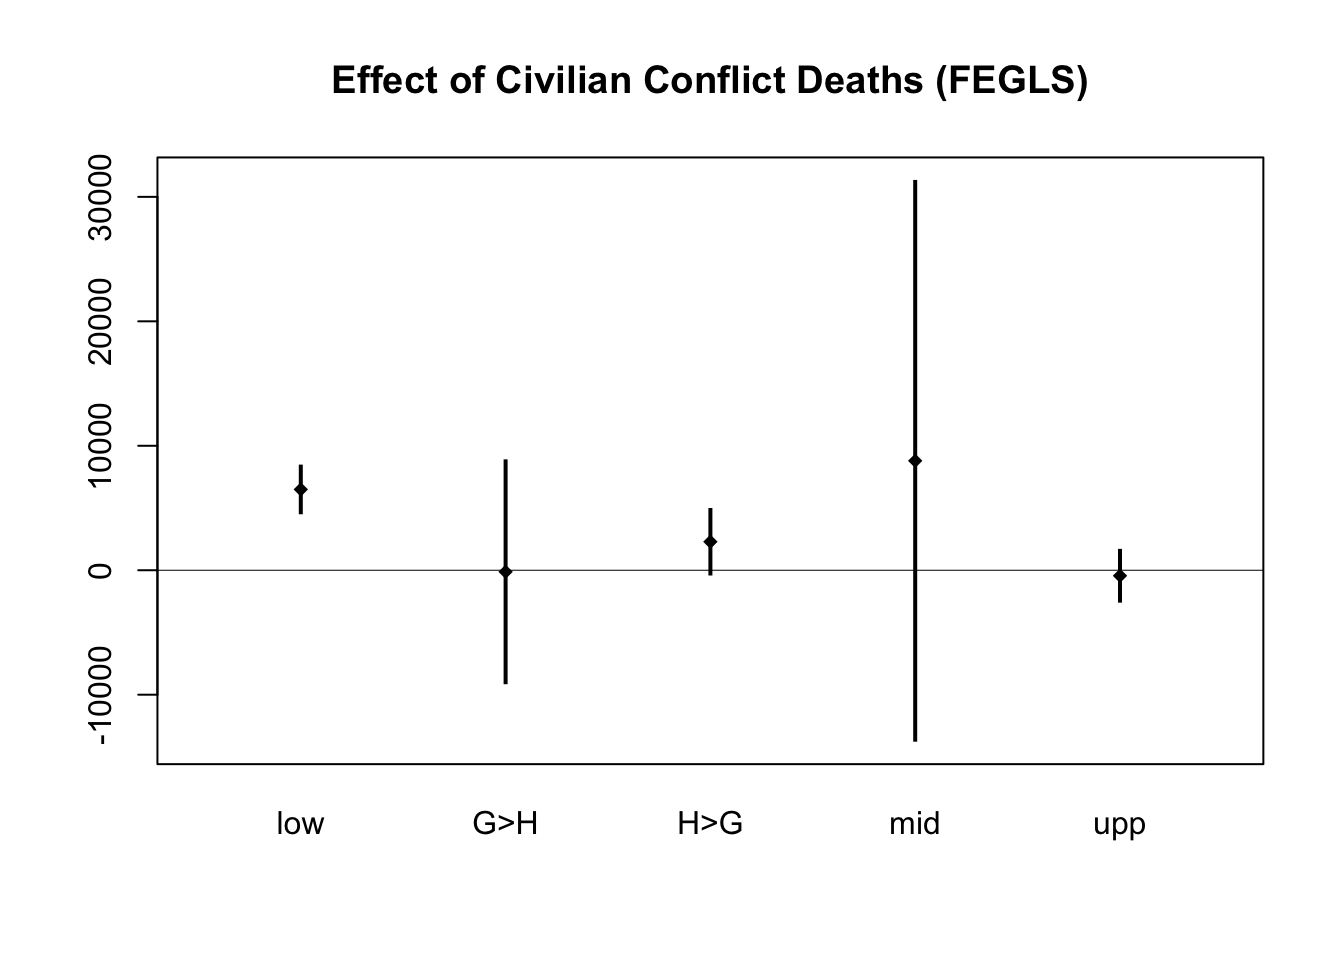 Effect of Civilian Conflict Deaths (FEGLS)
30000
20000
10000
0
-10000
low G>H H>G mid upp